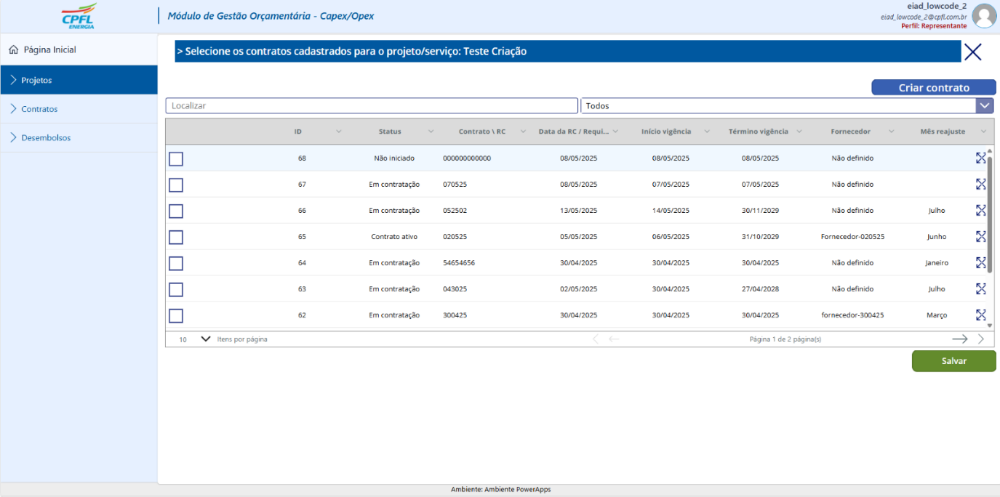 CPFL
ENERGIA
Módulo de Gestão Orçamentária - Capex/Opex
eiad_lowcode_2
eiad_lowcode_2@cpfl.com.br
Perfil: Representante
Página Inicial
Projetos
Contratos
Desembolsos
> Selecione os contratos cadastrados para o projeto/serviço: Teste Criação
Criar contrato
Localizar Todos
ID Status Contrato \ RC Data da RC / Requi... Início vigência Término vigência Fornecedor Mês reajuste
68 Não iniciado 000000000000 08/05/2025 08/05/2025 08/05/2025 Não definido
67 Em contratação 070525 08/05/2025 07/05/2025 07/05/2025 Não definido
66 Em contratação 052502 13/05/2025 14/05/2025 30/11/2029 Não definido Julho
65 Contrato ativo 020525 05/05/2025 06/05/2025 31/10/2029 Fornecedor-020525 Junho
64 Em contratação 54654656 30/04/2025 30/04/2025 30/04/2025 Não definido Janeiro
63 Em contratação 043025 02/05/2025 30/04/2025 27/04/2028 Não definido Julho
62 Em contratação 300425 30/04/2025 30/04/2025 30/04/2025 fornecedor-300425 Março
10 Itens por página Página 1 de 2 página(s)
Salvar
Ambiente: Ambiente PowerApps